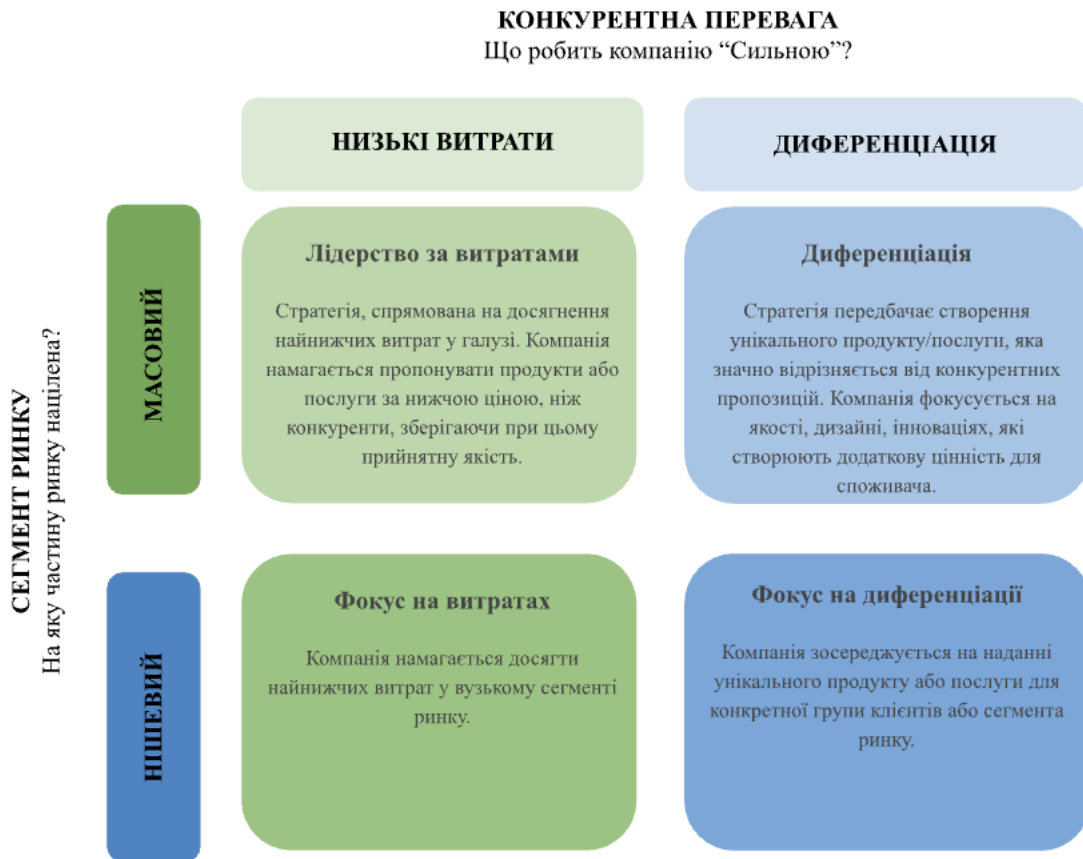 КОНКУРЕНТНА ПЕРЕВАГА
Що робить компанію “Сильною”?
НИЗЬКІ ВИТРАТИ
ДИФЕРЕНЦІАЦІЯ
СЕГМЕНТ РИНКУ
На яку частину ринку націлена?
МАСОВИЙ
Лідерство за витратами
Стратегія, спрямована на досягнення
найнижчих витрат у галузі. Компанія
намагається пропонувати продукти або
послуги за нижчою ціною, ніж
конкуренти, зберігаючи при цьому
прийнятну якість.
Диференціація
Стратегія передбачає створення
унікального продукту/послуги, яка
значно відрізняється від конкурентних
пропозицій. Компанія фокусується на
якості, дизайні, інноваціях, які
створюють додаткову цінність для
споживача.
НІШЕВИЙ
Фокус на витратах
Компанія намагається досягти
найнижчих витрат у вузькому сегменті
ринку.
Фокус на диференціації
Компанія зосереджується на наданні
унікального продукту або послуги для
конкретної групи клієнтів або сегмента
ринку.